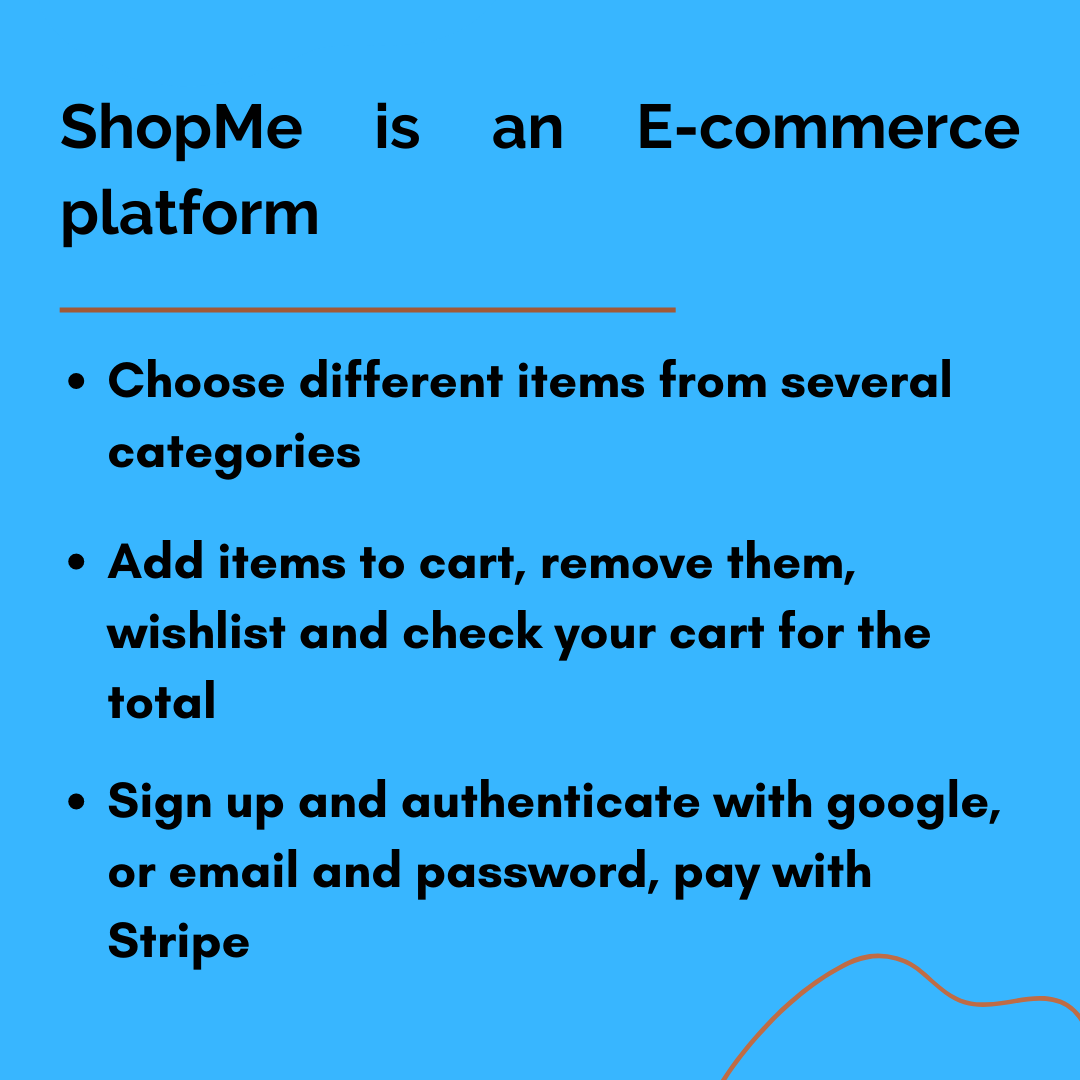 ShopMe is an E-commerce
platform
• Choose different items from several
categories
• Add items to cart, remove them,
wishlist and check your cart for the
total
• Sign up and authenticate with google,
or email and password, pay with
Stripe